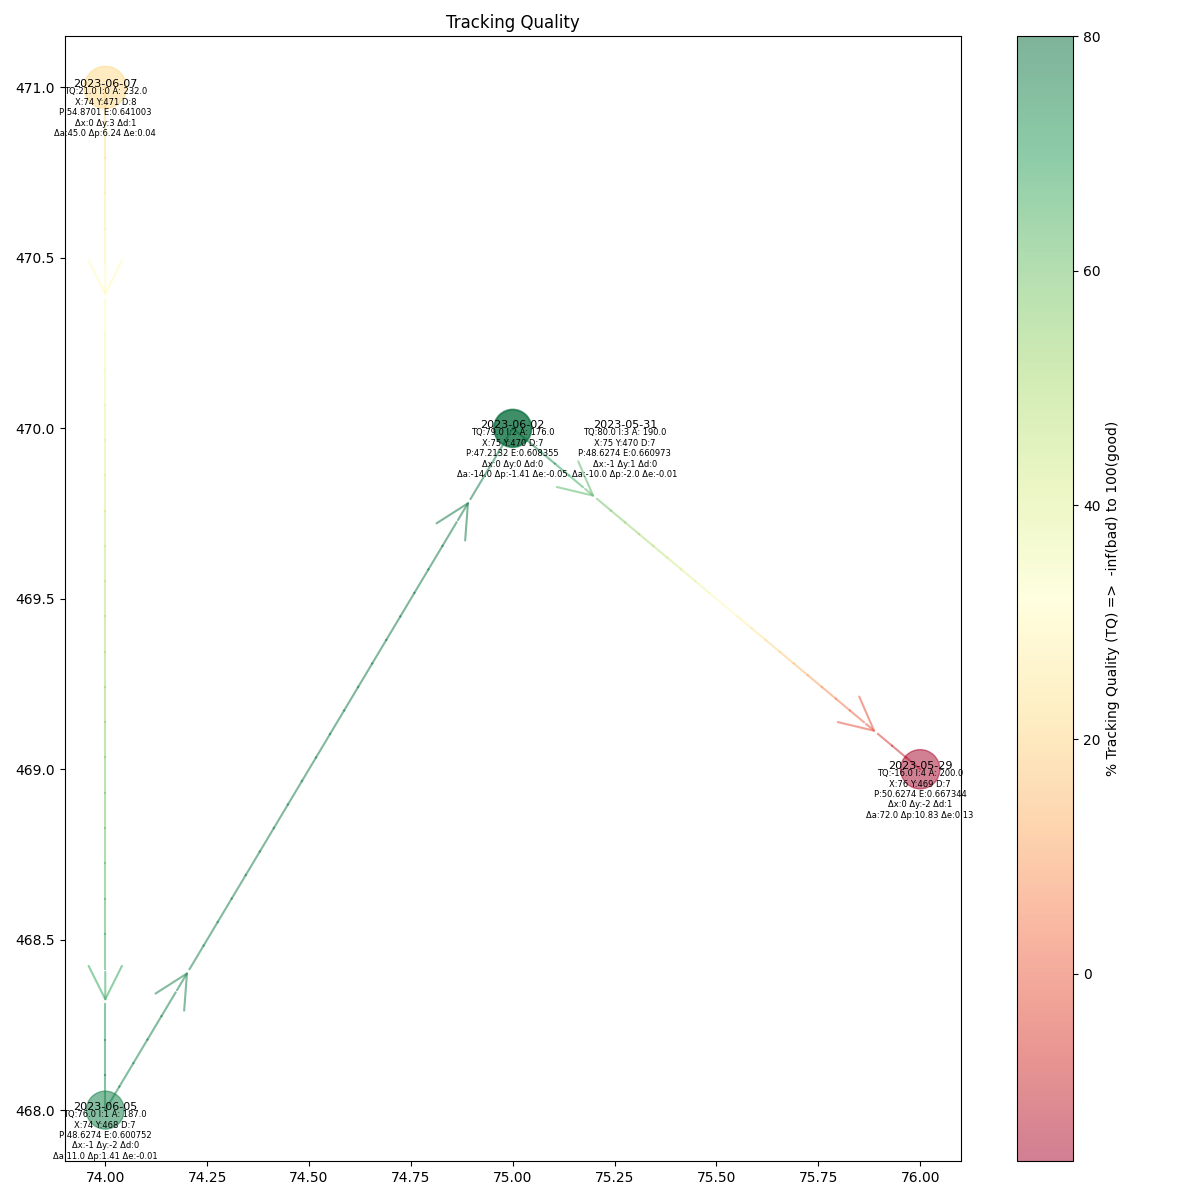 Tracking Quality
471.0
470.5
470.0
469.5
469.0
468.5
468.0
2023-06-07
TQ:21.0 I:0 A: 232.0
X:74 Y:471 D:8
P:54.8701 E:0.641003
Δx:0 Δy:3 Δd:1
Δa:45.0 Δp:6.24 Δe:0.04
2023-06-02
TQ:79.0 I:2 A: 176.0
X:75 Y:470 D:7
P:47.2132 E:0.608355
Δx:0 Δy:0 Δd:0
Δa:-14.0 Δp:-1.41 Δe:-0.05
2023-05-31
TQ:80.0 I:3 A: 190.0
X:75 Y:470 D:7
P:48.6274 E:0.660973
Δx:-1 Δy:1 Δd:0
Δa:-10.0 Δp:-2.0 Δe:-0.01
2023-05-29
TQ:-16.0 I:4 A: 200.0
X:76 Y:469 D:7
P:50.6274 E:0.667344
Δx:0 Δy:-2 Δd:1
Δa:72.0 Δp:10.83 Δe:0.13
2023-06-05
TQ:76.0 I:1 A: 187.0
X:74 Y:468 D:7
P:48.6274 E:0.600752
Δx:-1 Δy:-2 Δd:0
Δa:11.0 Δp:1.41 Δe:-0.01
74.00 74.25 74.50 74.75 75.00 75.25 75.50 75.75 76.00
80
60
40
20
0
% Tracking Quality (TQ) =>  -inf(bad) to 100(good)